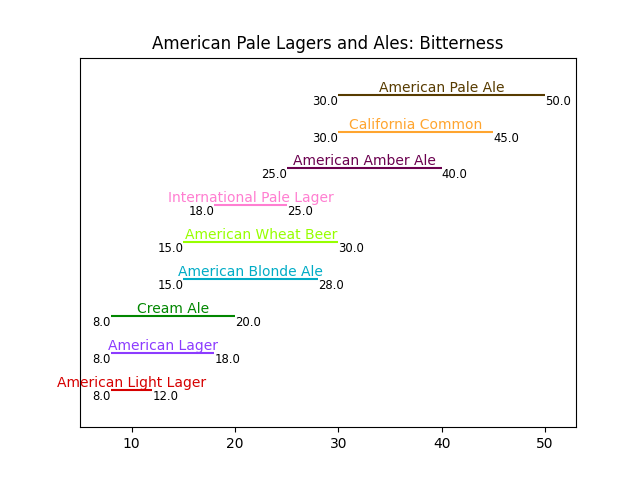 American Pale Lagers and Ales: Bitterness
American Pale Ale
30.0 50.0
California Common
30.0 45.0
American Amber Ale
25.0 40.0
International Pale Lager
18.0 25.0
American Wheat Beer
15.0 30.0
American Blonde Ale
15.0 28.0
Cream Ale
8.0 20.0
American Lager
8.0 18.0
American Light Lager
8.0 12.0
10 20 30 40 50